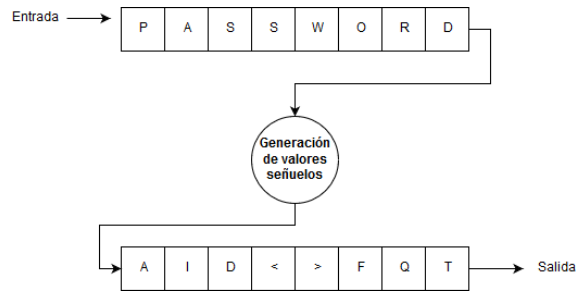 Entrada
P A S S W O R D
Generación
de valores
señuelos
A I D < > F Q T
Salida